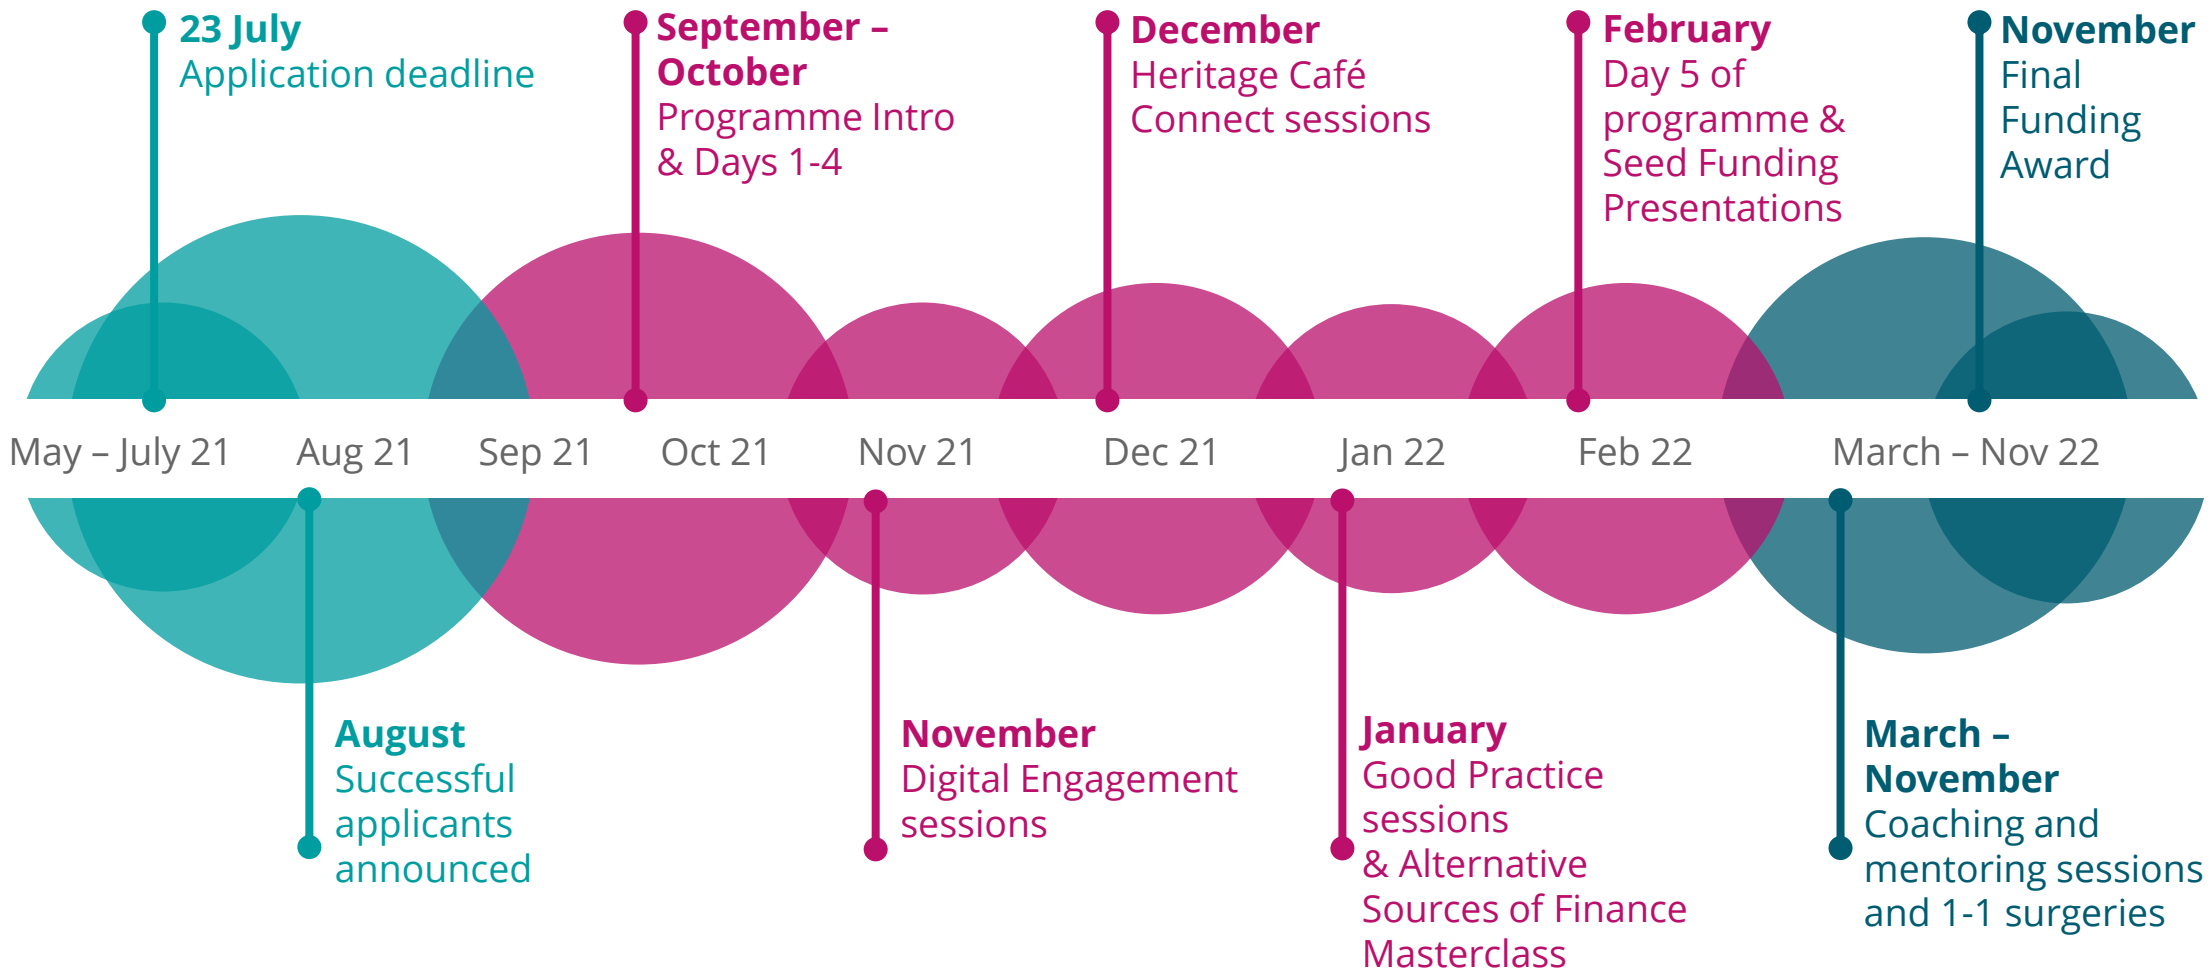 23 July
Application deadline
September –
October
Programme Intro
& Days 1-4
December
Heritage Café
Connect sessions
February
Day 5 of
programme &
Seed Funding
Presentations
November
Final
Funding
Award
May – July 21
Aug 21
Sep 21
Oct 21
Nov 21
Dec 21
Jan 22
Feb 22
March – Nov 22
August
Successful
applicants
announced
November
Digital Engagement
sessions
January
Good Practice
sessions
& Alternative
Sources of Finance
Masterclass
March –
November
Coaching and
mentoring sessions
and 1-1 surgeries